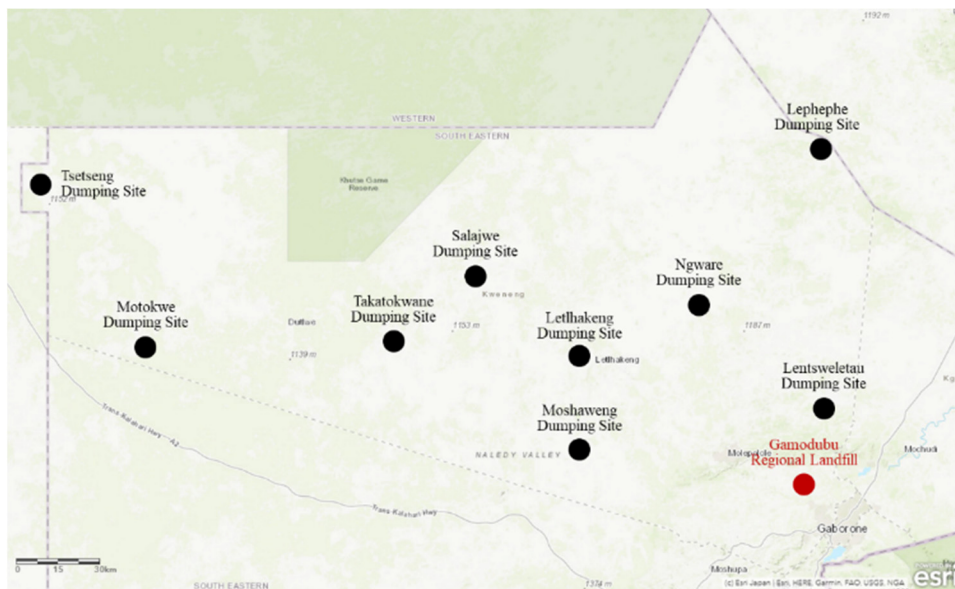 1192 m
Lephephe
Dumping Site
WESTERN
SOUTH EASTERN
Tsetseng
Dumping Site
1152 m
Khutse Game
Reserve
Salajwe
Dumping Site
Kweneng
Ngware
Dumping Site
Motokwe
Dumping Site
Takatokwane
Dumping Site
Dutlwe
1139 m
1153 m
Letlhakeng
Dumping Site
Letlhakeng
1187 m
Lentsweletau
Dumping Site
Moshaweng
Dumping Site
NALEDY VALLEY
Trans-Kalahari Hwy
A2
Gamodubu
Regional Landfill
Molepolole
Mochudi
Trans-Kalahari Hwy
Gaborone
0 15 30km
Moshupa
SOUTH EASTERN
1374 m
(c) Esri Japan | Esri, HERE, Garmin, FAO, USGS, NGA
esri